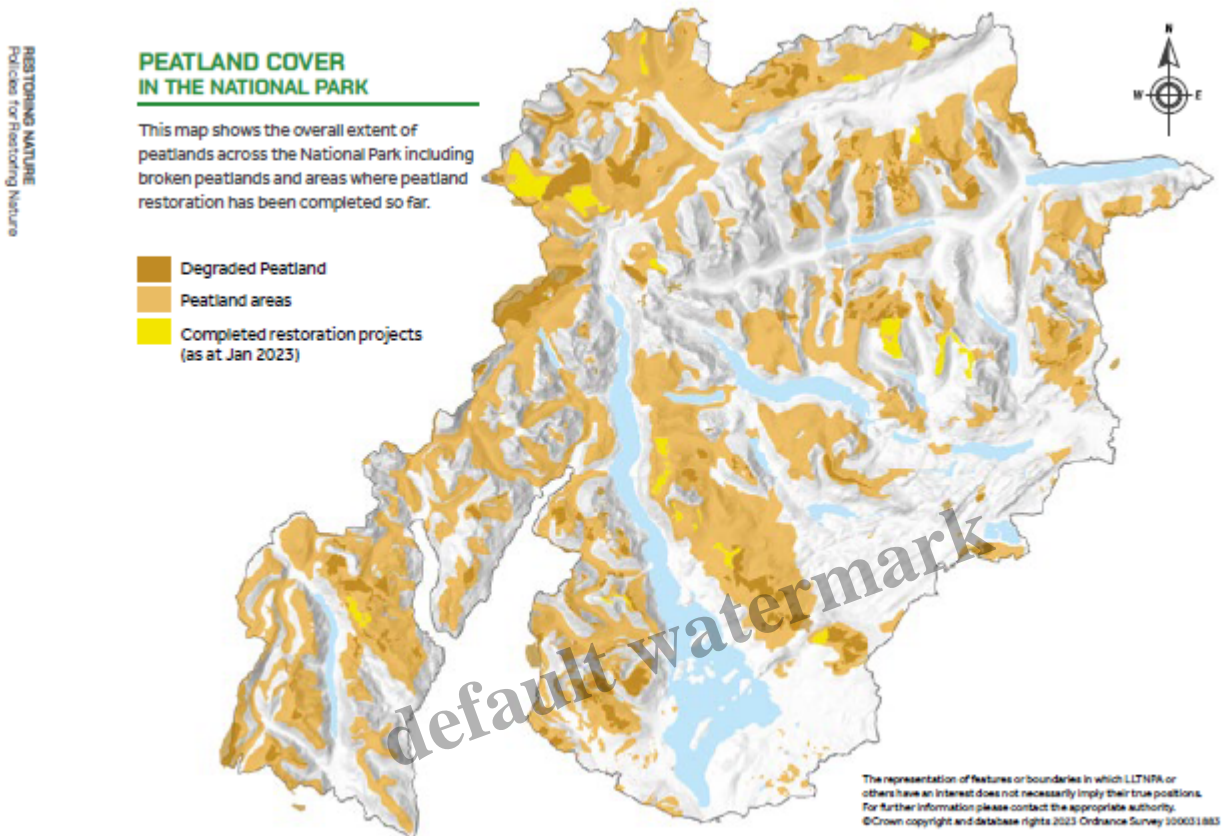 RESTORING NATURE
Policies for Restoring Nature
PEATLAND COVER
IN THE NATIONAL PARK
This map shows the overall extent of
peatlands across the National Park including
broken peatlands and areas where peatland
restoration has been completed so far.
Degraded Peatland
Peatland areas
Completed restoration projects
(as at Jan 2023)
N
W
E
S
default watermark
The representation of features or boundaries in which LLTNPA or
others have an interest does not necessarily imply their true positions.
For further information please contact the appropriate authority.
©Crown copyright and database rights 2023 Ordnance Survey 100031883